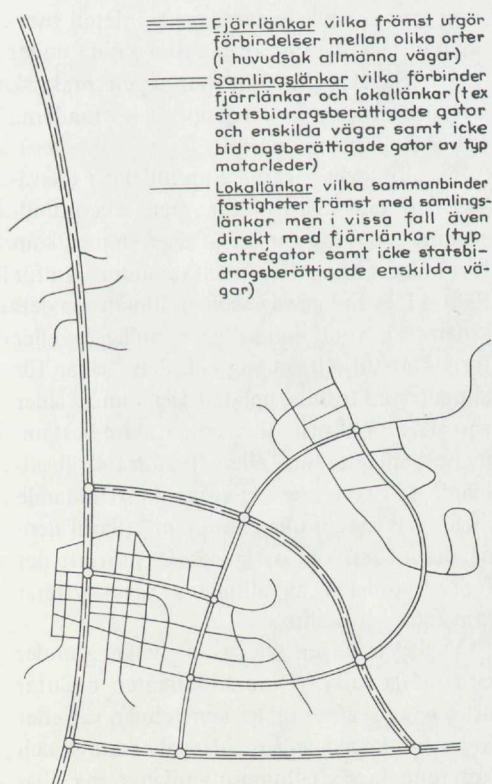 Fjärrlänkar vilka främst utgör
förbindelser mellan olika orter
(i huvudsak allmänna vägar)
Samlingslänkar vilka förbinder
fjärrlänkar och lokallänkar (tex
statsbidragsberättigade gator
och enskilda vägar samt icke
bidragsberättigade gator av typ
matarleder)
Lokallänkar vilka sammanbinder
fastigheter främst med samlings-
länkar men i vissa fall även
direkt med fjärrlänkar (typ
entregator samt icke statsbi-
dragsberättigade enskilda vä-
gar)